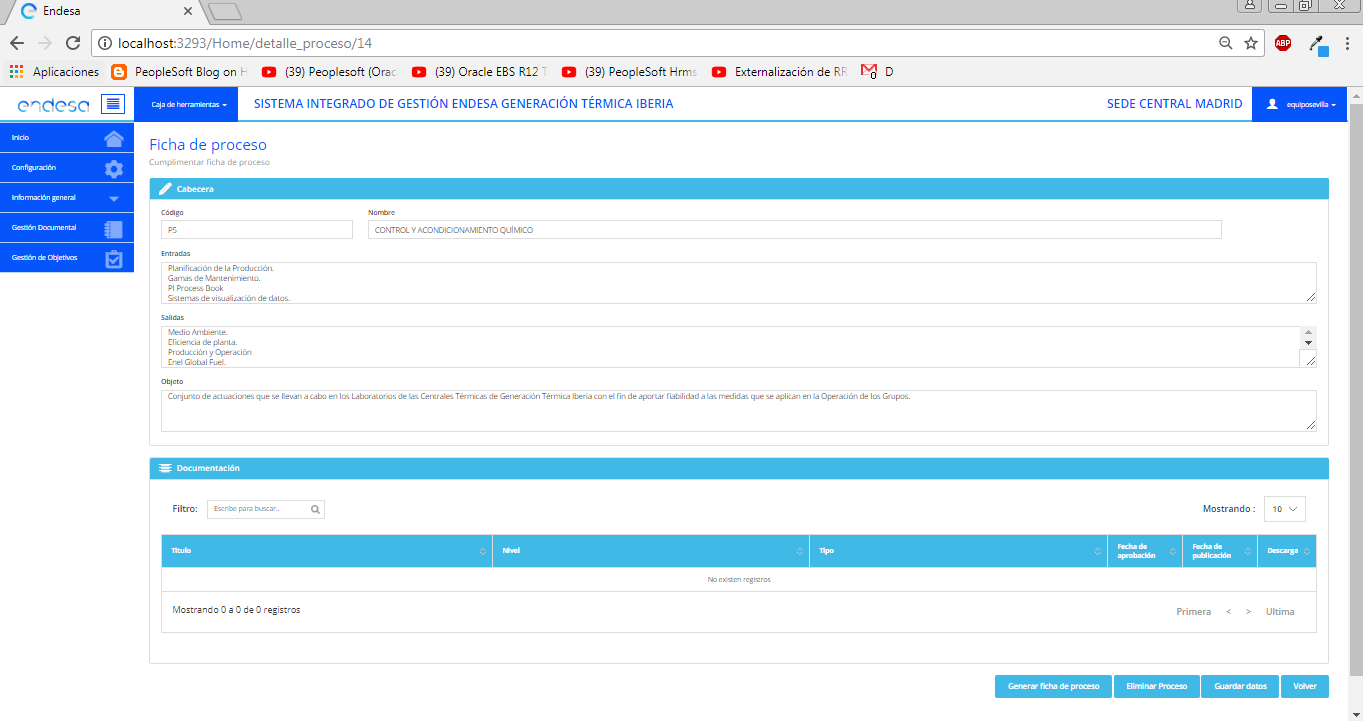 Endesa
localhost:3293/Home/detalle_proceso/14
ABP
Aplicaciones PeopleSoft Blog on H (39) Peoplesoft (Orac (39) Oracle EBS R12 T (39) PeopleSoft Hrms Externalización de RR D
endesa Caja de herramientas SISTEMA INTEGRADO DE GESTIÓN ENDESA GENERACIÓN TÉRMICA IBERIA SEDE CENTRAL MADRID equiposevilla
Inicio
Configuración
Información general
Gestión Documental
Gestión de Objetivos
Ficha de proceso
Cumplimentar ficha de proceso
Cabecera
Código Nombre
P5 CONTROL Y ACONDICIONAMIENTO QUÍMICO
Entradas
Planificación de la Producción.
Gamas de Mantenimiento.
PI Process Book
Sistemas de visualización de datos.
Salidas
Medio Ambiente.
Eficiencia de planta.
Producción y Operación
Enel Global Fuel.
Objeto
Conjunto de actuaciones que se llevan a cabo en los Laboratorios de las Centrales Térmicas de Generación Térmica Iberia con el fin de aportar fiabilidad a las medidas que se aplican en la Operación de los Grupos.
Documentación
Filtro: Escribe para buscar.. Mostrando : 10
Titulo Nivel Tipo Fecha de aprobación Fecha de publicación Descarga
No existen registros
Mostrando 0 a 0 de 0 registros Primera < > Ultima
Generar ficha de proceso Eliminar Proceso Guardar datos Volver